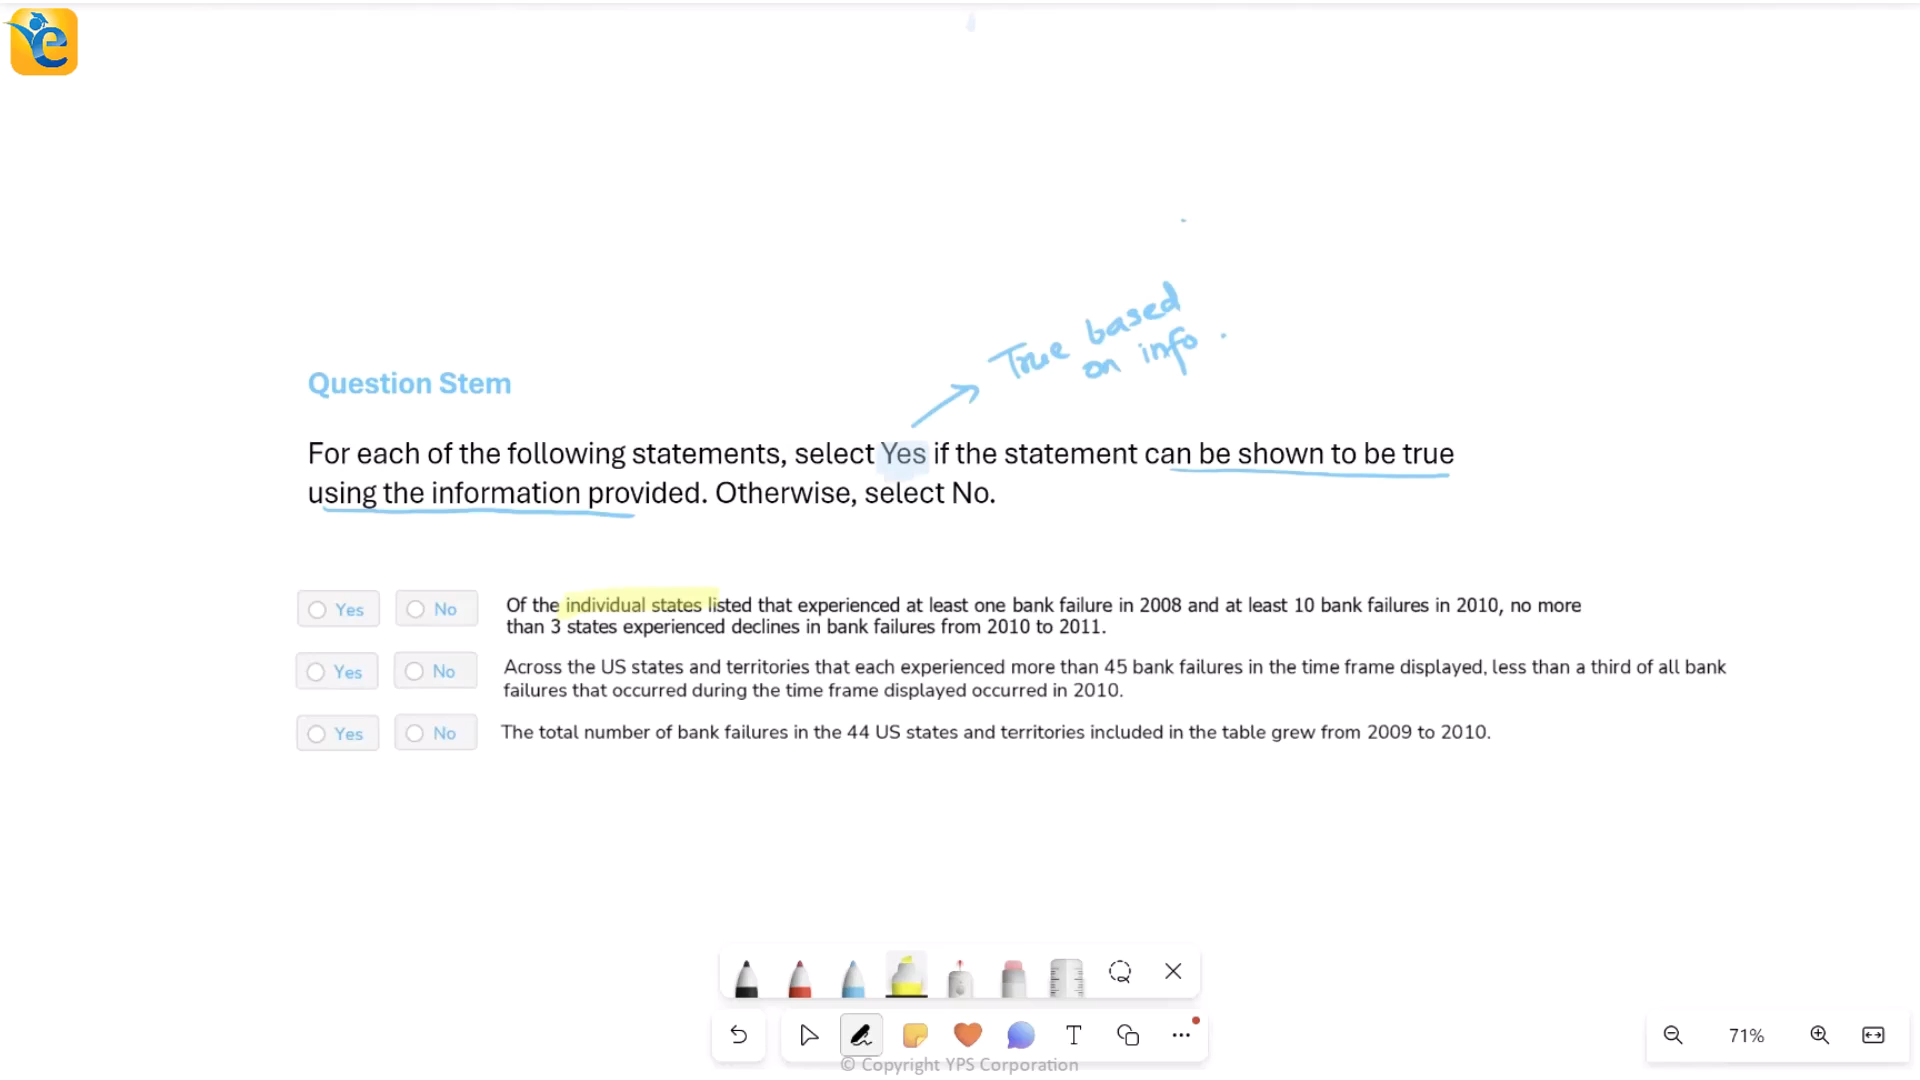 True based
on info.
Question Stem
For each of the following statements, select Yes if the statement can be shown to be true
using the information provided. Otherwise, select No.
Yes No Of the individual states listed that experienced at least one bank failure in 2008 and at least 10 bank failures in 2010, no more
than 3 states experienced declines in bank failures from 2010 to 2011.
Yes No Across the US states and territories that each experienced more than 45 bank failures in the time frame displayed, less than a third of all bank
failures that occurred during the time frame displayed occurred in 2010.
Yes No The total number of bank failures in the 44 US states and territories included in the table grew from 2009 to 2010.
T
71%
© Copyright YPS Corporation